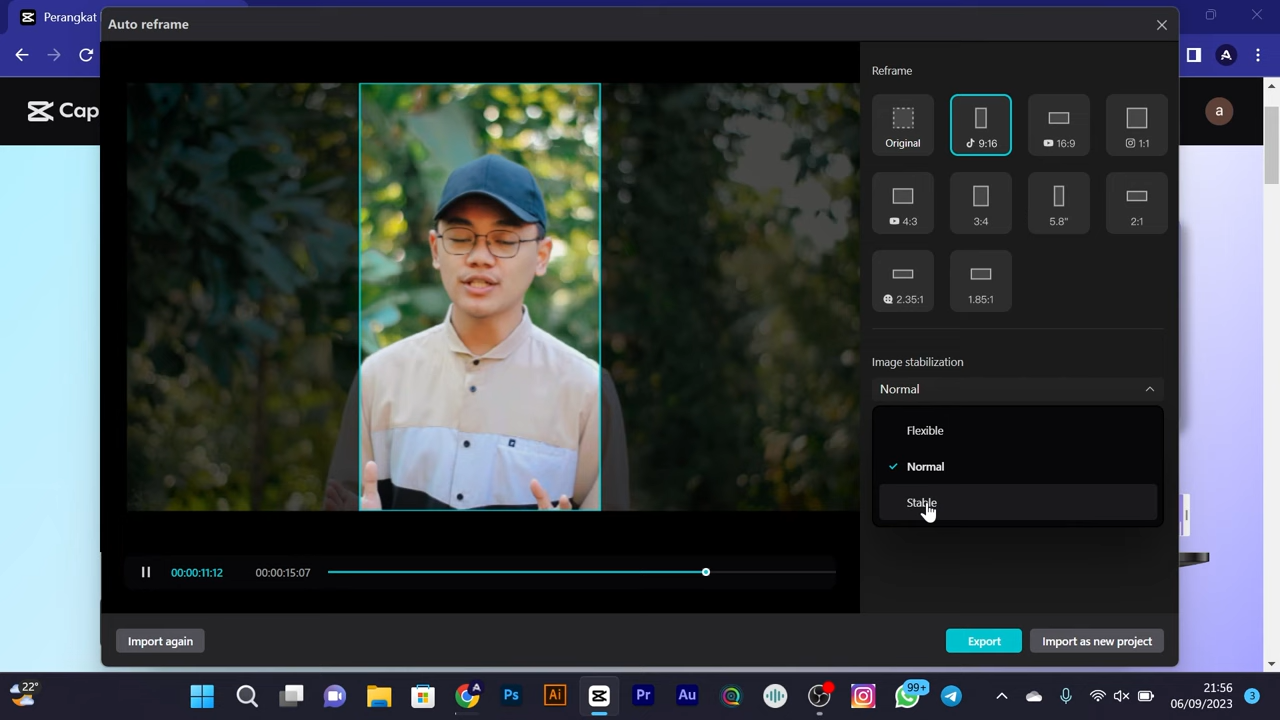 Perangkat
Auto reframe
Cap
a
Reframe
Original
9:16
16:9
1:1
4:3
3:4
5.8"
2:1
2.35:1
1.85:1
Image stabilization
Normal
Flexible
Normal
Stable
00:00:11:12
00:00:15:07
Import again
Export
Import as new project
22°
A
Ps
Ai
Pr
Au
99+
21:56
06/09/2023
3